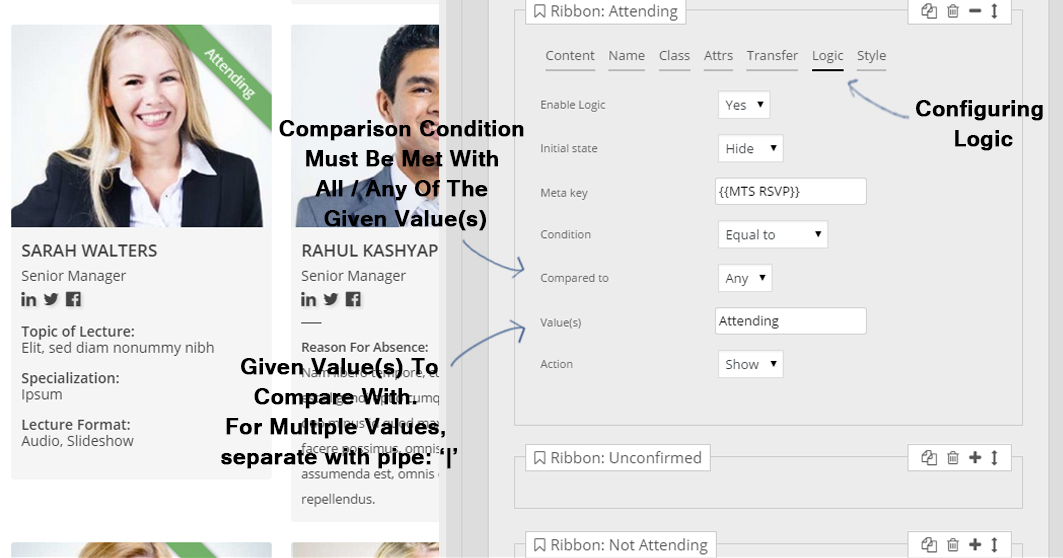 Attending
SARAH WALTERS
Senior Manager
Topic of Lecture:
Elit, sed diam nonummy nibh
Specialization:
Ipsum
Lecture Format:
Audio, Slideshow
RAHUL KASHYAP
Senior Manager
Reason For Absence:
Nam libero tempore,
facere possimus, omnis
assumenda est, omnis
repellendus.
Comparison Condition
Must Be Met With
All / Any Of The
Given Value(s)
Given Value(s) To
Compare With.
For Multiple Values,
separate with pipe: ‘|’
Ribbon: Attending
Content Name Class Attrs Transfer Logic Style
Enable Logic Yes
Initial state Hide
Meta key {{MTS RSVP}}
Condition Equal to
Compared to Any
Value(s) Attending
Action Show
Configuring
Logic
Ribbon: Unconfirmed
Ribbon: Not Attending